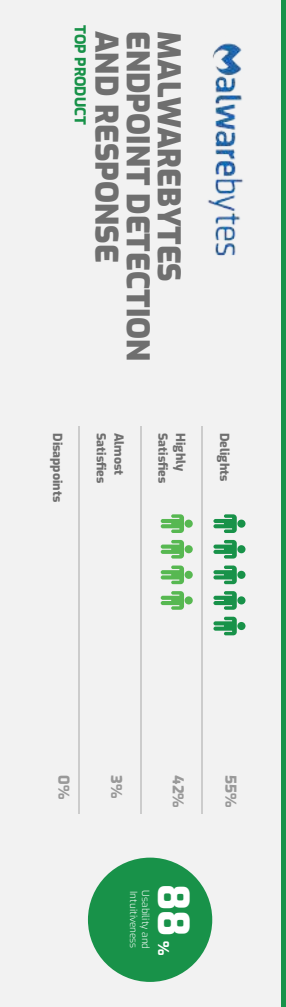 Malwarebytes
MALWAREBYTES
ENDPOINT DETECTION
AND RESPONSE
TOP PRODUCT
Delights
55%
Highly
Satisfies
42%
Almost
Satisfies
3%
Disappoints
0%
88%
Usability and
Intuitiveness